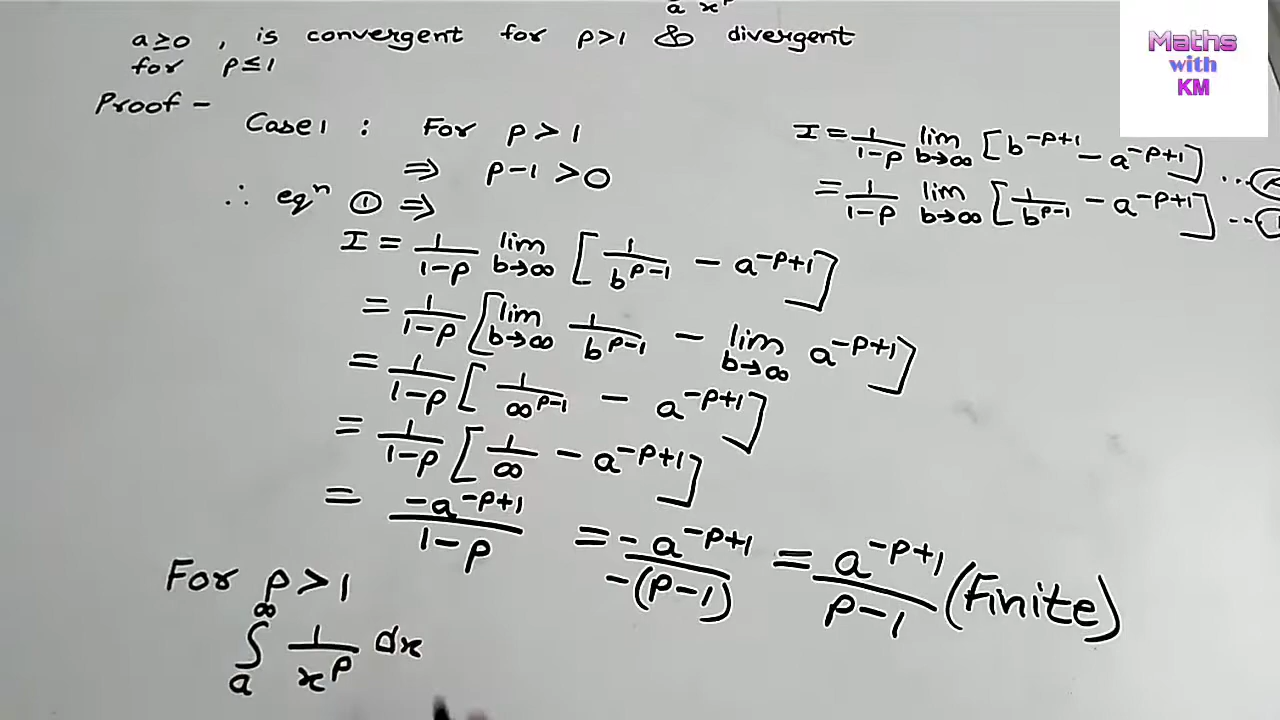 a xᵖ
a ≥ 0 , is convergent for p>1 & divergent
for p ≤ 1
Proof -
Case 1 : For p > 1
⇒ p-1 > 0
∴ eqⁿ ① ⇒
I = 1/(1-p) lim b→∞ [ 1/b^(p-1) - a^(-p+1) ]
= 1/(1-p) [ lim b→∞ 1/b^(p-1) - lim b→∞ a^(-p+1) ]
= 1/(1-p) [ 1/∞^(p-1) - a^(-p+1) ]
= 1/(1-p) [ 1/∞ - a^(-p+1) ]
= -a^(-p+1)/(1-p) = -a^(-p+1)/-(p-1) = a^(-p+1)/(p-1) (Finite)
For p > 1
∫ₐ^∞ 1/xᵖ dx
I = 1/(1-p) lim b→∞ [ b^(-p+1) - a^(-p+1) ] ...
= 1/(1-p) lim b→∞ [ 1/b^(p-1) - a^(-p+1) ] ...
Maths
with
KM